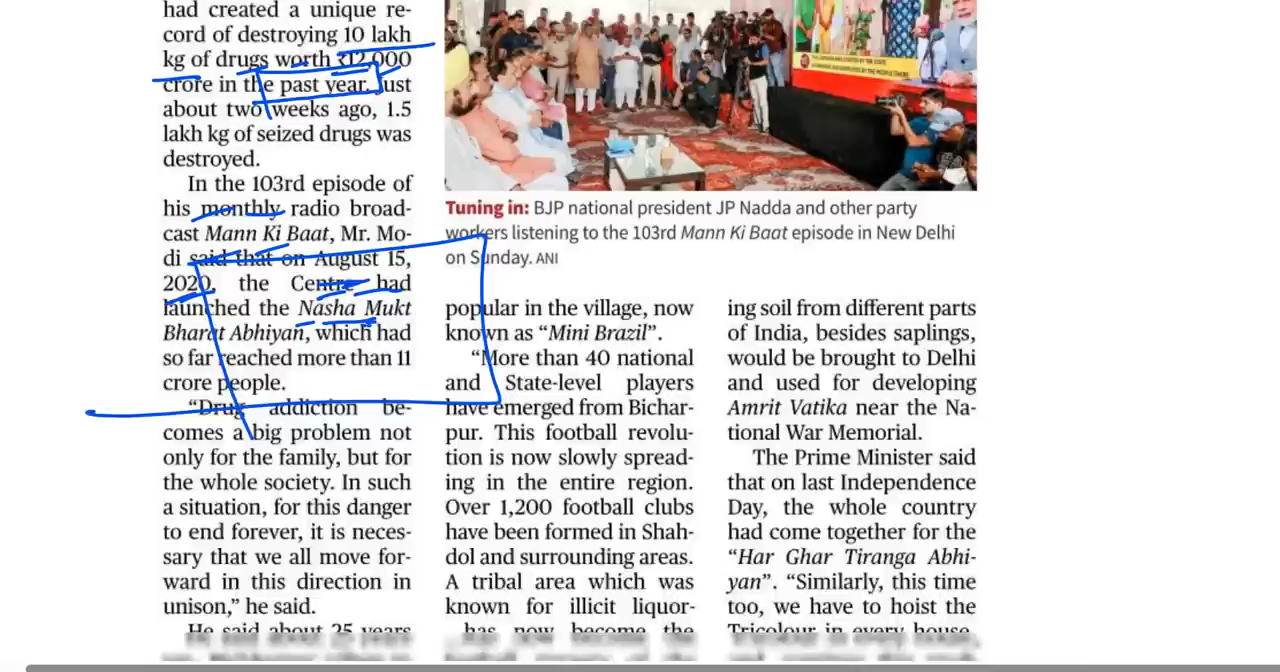 had created a unique re-
cord of destroying 10 lakh
kg of drugs worth ₹12,000
crore in the past year. Just
about two weeks ago, 1.5
lakh kg of seized drugs was
destroyed.
In the 103rd episode of
his monthly radio broad-
cast Mann Ki Baat, Mr. Mo-
di said that on August 15,
2020, the Centre had
launched the Nasha Mukt
Bharat Abhiyan, which had
so far reached more than 11
crore people.
“Drug addiction be-
comes a big problem not
only for the family, but for
the whole society. In such
a situation, for this danger
to end forever, it is neces-
sary that we all move for-
ward in this direction in
unison,” he said.
He said about 25 years
Tuning in: BJP national president JP Nadda and other party
workers listening to the 103rd Mann Ki Baat episode in New Delhi
on Sunday. ANI
popular in the village, now
known as “Mini Brazil”.
“More than 40 national
and State-level players
have emerged from Bichar-
pur. This football revolu-
tion is now slowly spread-
ing in the entire region.
Over 1,200 football clubs
have been formed in Shah-
dol and surrounding areas.
A tribal area which was
known for illicit liquor-
has now become the
ing soil from different parts
of India, besides saplings,
would be brought to Delhi
and used for developing
Amrit Vatika near the Na-
tional War Memorial.
The Prime Minister said
that on last Independence
Day, the whole country
had come together for the
“Har Ghar Tiranga Abhi-
yan”. “Similarly, this time
too, we have to hoist the
Tricolour in every house,